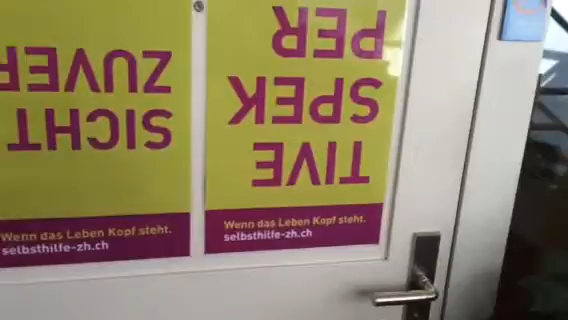 ZUVER
SICHT
Wenn das Leben Kopf steht.
selbsthilfe-zh.ch
PER
SPEK
TIVE
Wenn das Leben Kopf steht.
selbsthilfe-zh.ch